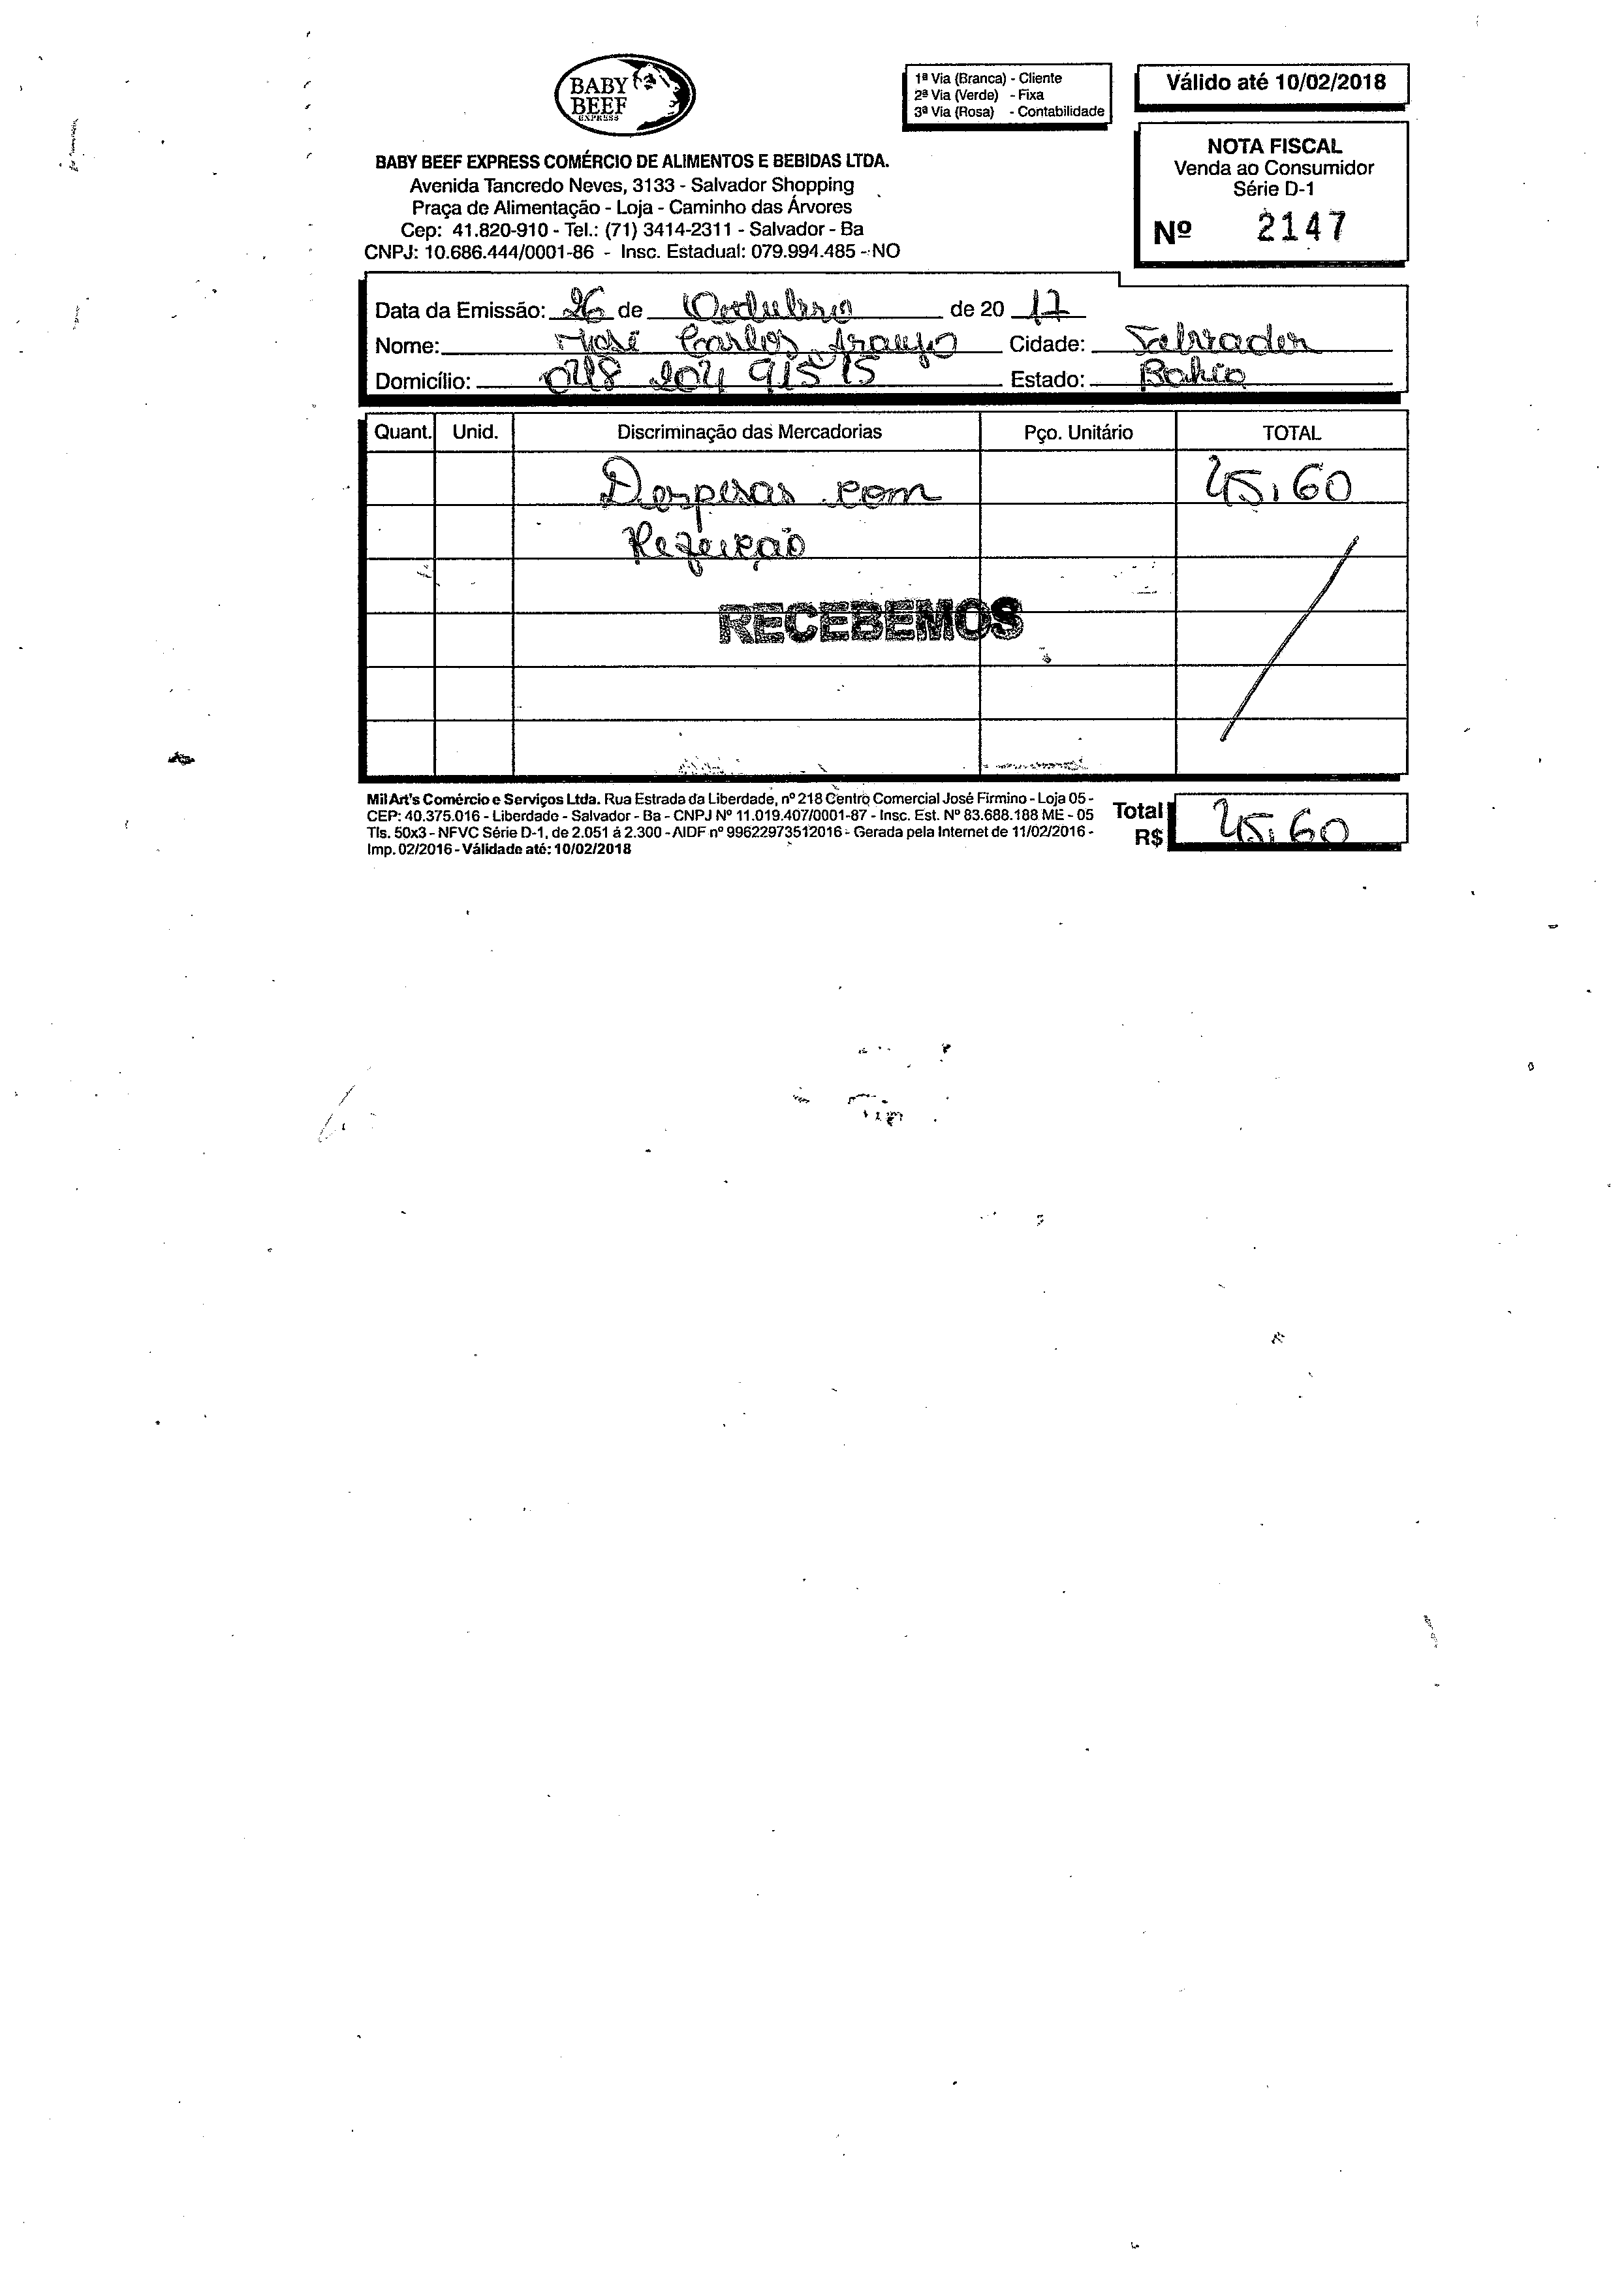 BABY
BEEF
EXPRESS
1ª Via (Branca) - Cliente
2ª Via (Verde) - Fixa
3ª Via (Rosa) - Contabilidade
Válido até 10/02/2018
BABY BEEF EXPRESS COMÉRCIO DE ALIMENTOS E BEBIDAS LTDA.
Avenida Tancredo Neves, 3133 - Salvador Shopping
Praça de Alimentação - Loja - Caminho das Árvores
Cep: 41.820-910 - Tel.: (71) 3414-2311 - Salvador - Ba
CNPJ: 10.686.444/0001-86 - Insc. Estadual: 079.994.485 - NO
NOTA FISCAL
Venda ao Consumidor
Série D-1
Nº 2147
Data da Emissão: 26 de Outubro de 20 17
Nome: José Carlos Araujo Cidade: Salvador
Domicílio: 048 204 915 15 Estado: Bahia
Quant. Unid. Discriminação das Mercadorias Pço. Unitário TOTAL
Despesas com 45,60
Refeição
RECEBEMOS
MilArt's Comércio e Serviços Ltda. Rua Estrada da Liberdade, nº 218 Centro Comercial José Firmino - Loja 05 -
CEP: 40.375.016 - Liberdade - Salvador - Ba - CNPJ Nº 11.019.407/0001-87 - Insc. Est. Nº 83.688.188 ME - 05
Tls. 50x3 - NFVC Série D-1, de 2.051 á 2.300 - AIDF nº 99622973512016 - Gerada pela Internet de 11/02/2016 -
Imp. 02/2016 - Válidade até: 10/02/2018
Total
R$ 45,60